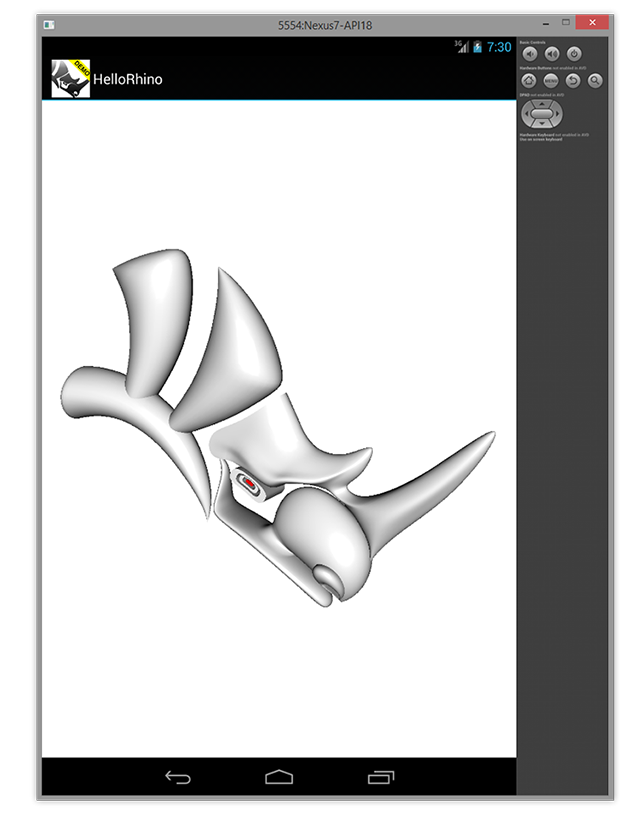 5554:Nexus7-API18
3G 7:30
DEMO
HelloRhino
Basic Controls
Hardware Buttons not enabled in AVD
MENU
DPAD not enabled in AVD
Hardware Keyboard not enabled in AVD
Use on screen keyboard